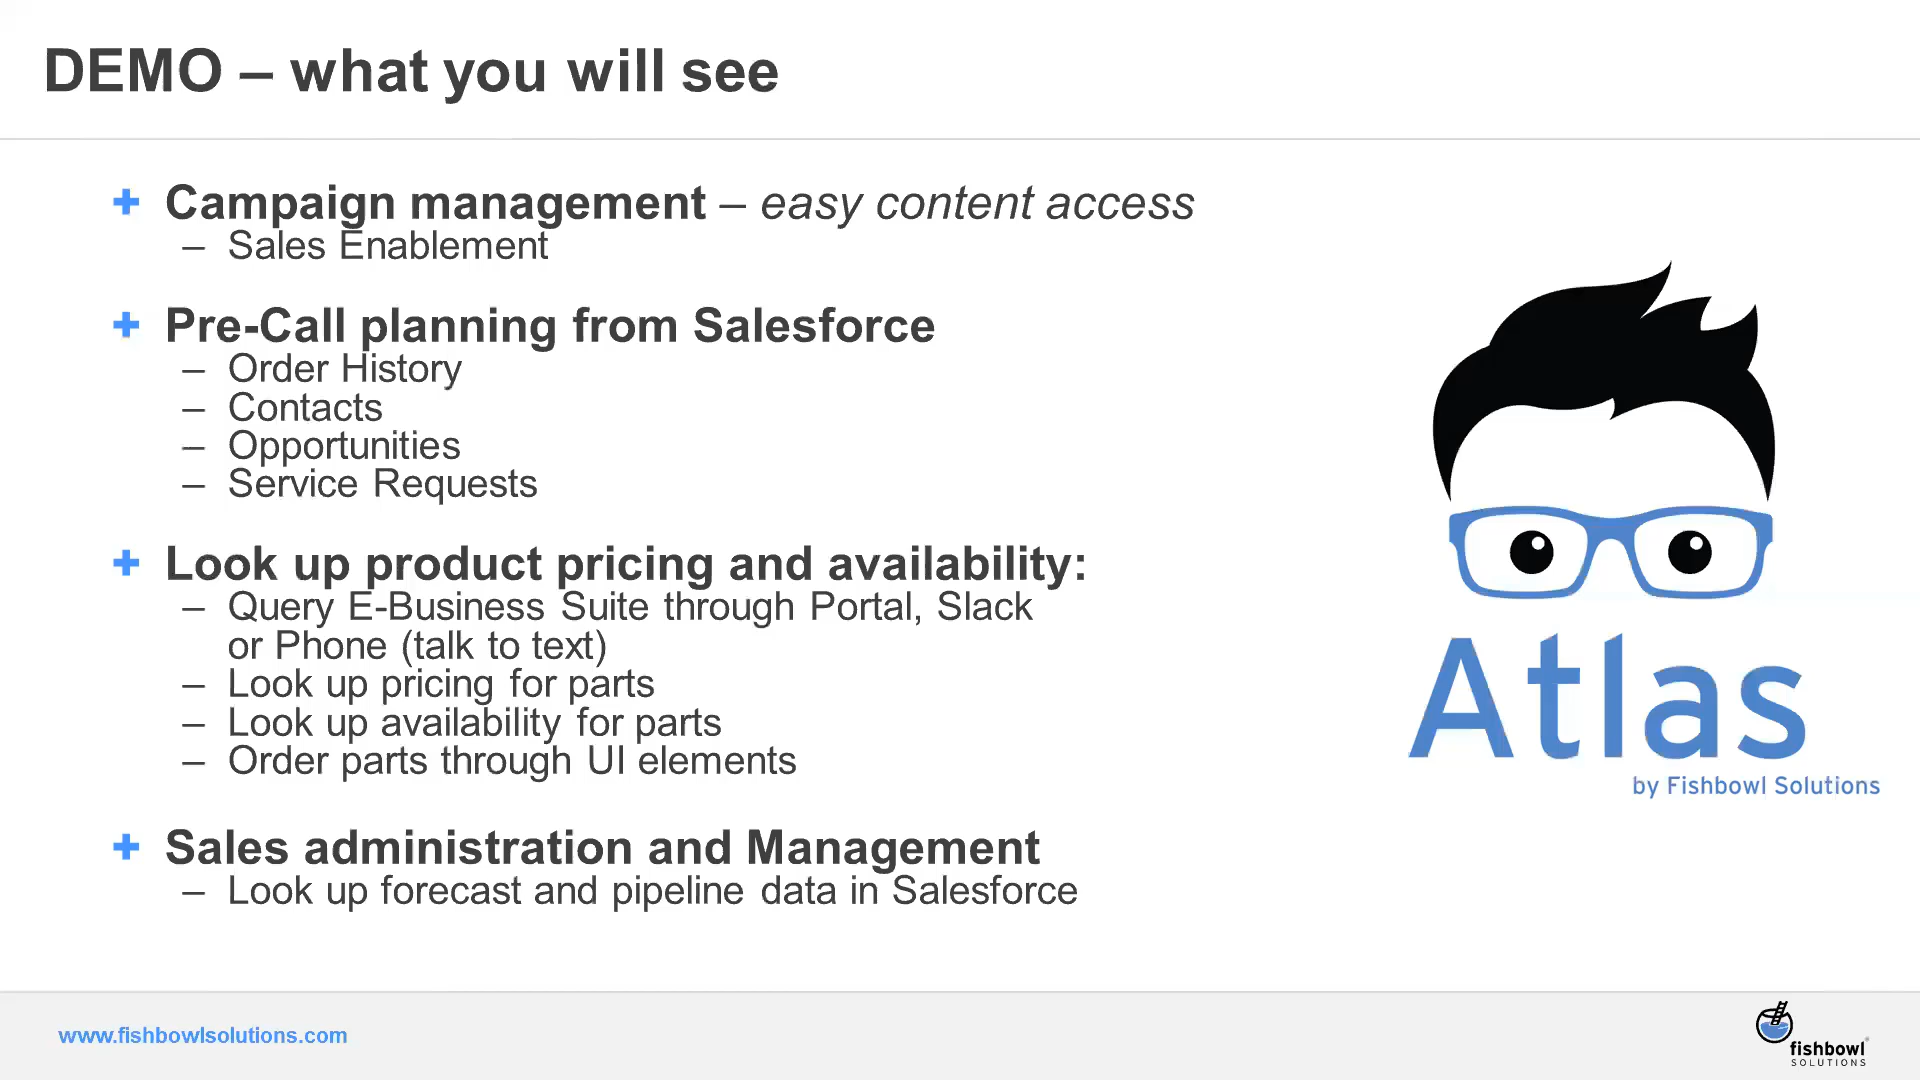 DEMO – what you will see
+ Campaign management – easy content access
– Sales Enablement
+ Pre-Call planning from Salesforce
– Order History
– Contacts
– Opportunities
– Service Requests
+ Look up product pricing and availability:
– Query E-Business Suite through Portal, Slack
or Phone (talk to text)
– Look up pricing for parts
– Look up availability for parts
– Order parts through UI elements
+ Sales administration and Management
– Look up forecast and pipeline data in Salesforce
Atlas
by Fishbowl Solutions
www.fishbowlsolutions.com
fishbowl
SOLUTIONS